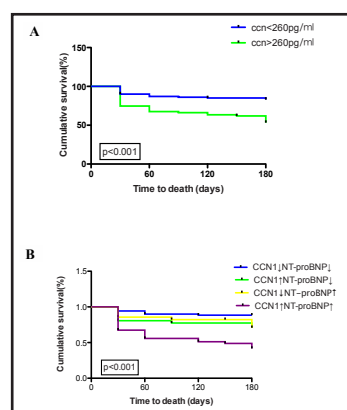 A
ccn<260pg/ml
ccn>260pg/ml
Cumulative survival(%)
150
100
50
0
p<0.001
0 60 120 180
Time to death (days)
B
CCN1↓NT-proBNP↓
CCN1↑NT-proBNP↓
CCN1↓NT-proBNP↑
CCN1↑NT-proBNP↑
Cumulative survival(%)
1.5
1.0
0.5
0.0
p<0.001
0 60 120 180
Time to death (days)